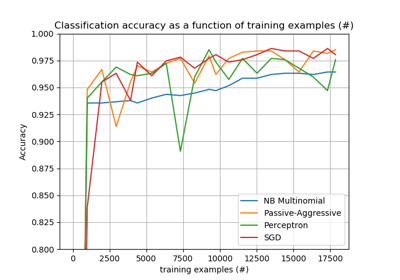 Classification accuracy as a function of training examples (#)
1.000
0.975
0.950
0.925
0.900
0.875
0.850
0.825
0.800
Accuracy
NB Multinomial
Passive-Aggressive
Perceptron
SGD
0 2500 5000 7500 10000 12500 15000 17500
training examples (#)